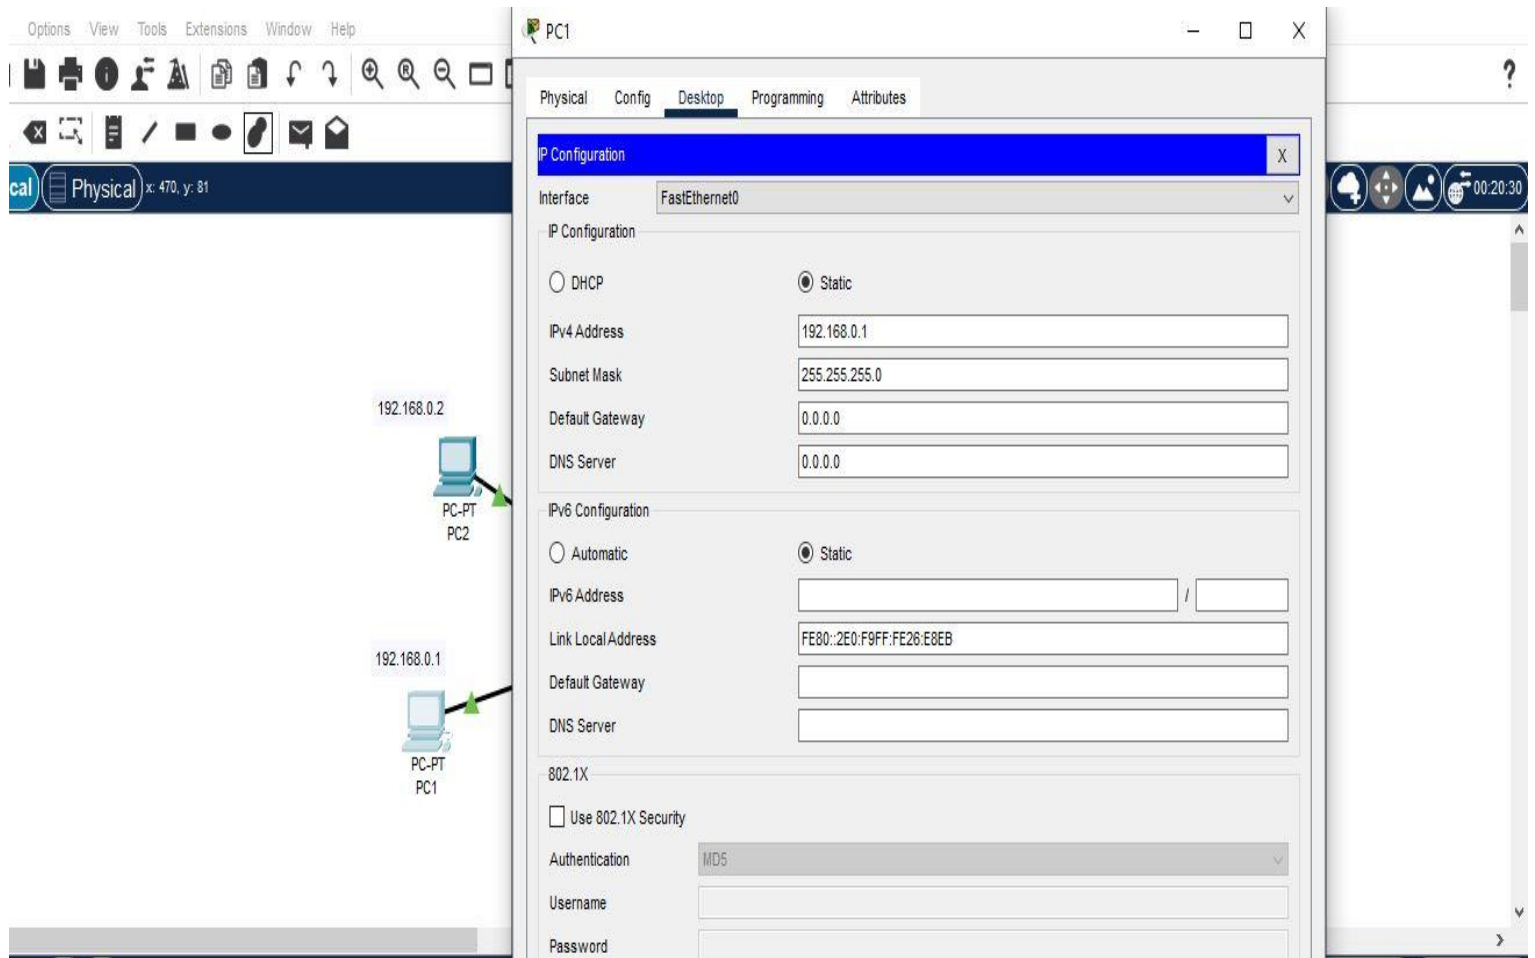 Options View Tools Extensions Window Help
PC1
?
Physical Config Desktop Programming Attributes
IP Configuration X
cal Physical x: 470, y: 81
00:20:30
Interface FastEthernet0
IP Configuration
DHCP Static
IPv4 Address 192.168.0.1
Subnet Mask 255.255.255.0
Default Gateway 0.0.0.0
DNS Server 0.0.0.0
192.168.0.2
PC-PT
PC2
IPv6 Configuration
Automatic Static
IPv6 Address /
Link Local Address FE80::2E0:F9FF:FE26:E8EB
Default Gateway
DNS Server
192.168.0.1
PC-PT
PC1
802.1X
Use 802.1X Security
Authentication MD5
Username
Password